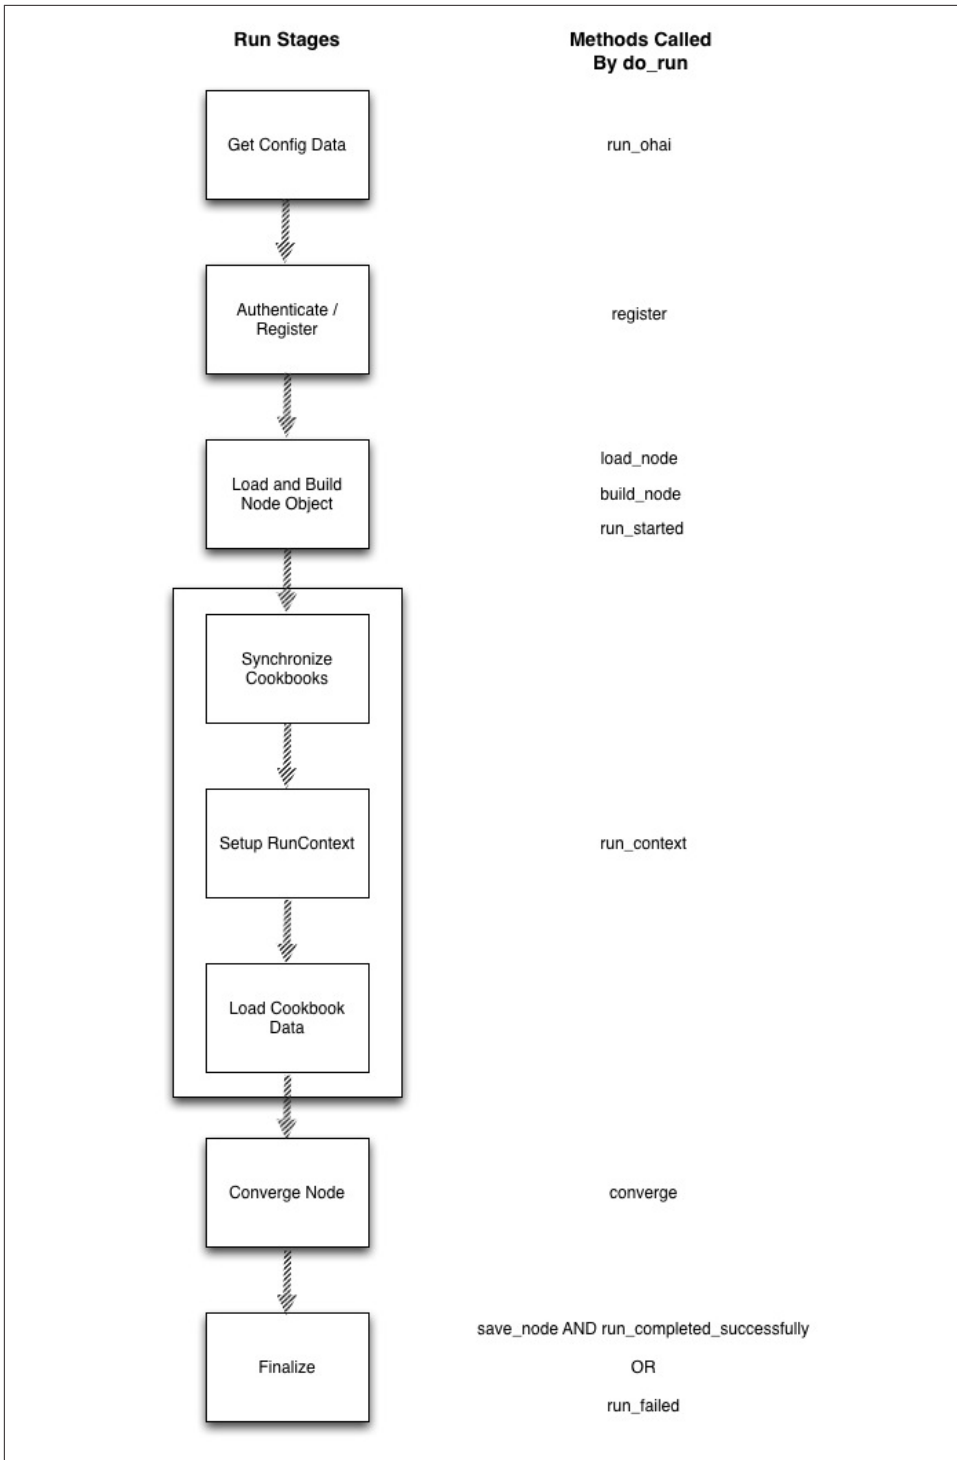 Run Stages
Methods Called
By do_run
Get Config Data
run_ohai
Authenticate /
Register
register
Load and Build
Node Object
load_node
build_node
run_started
Synchronize
Cookbooks
Setup RunContext
run_context
Load Cookbook
Data
Converge Node
converge
Finalize
save_node AND run_completed_successfully
OR
run_failed